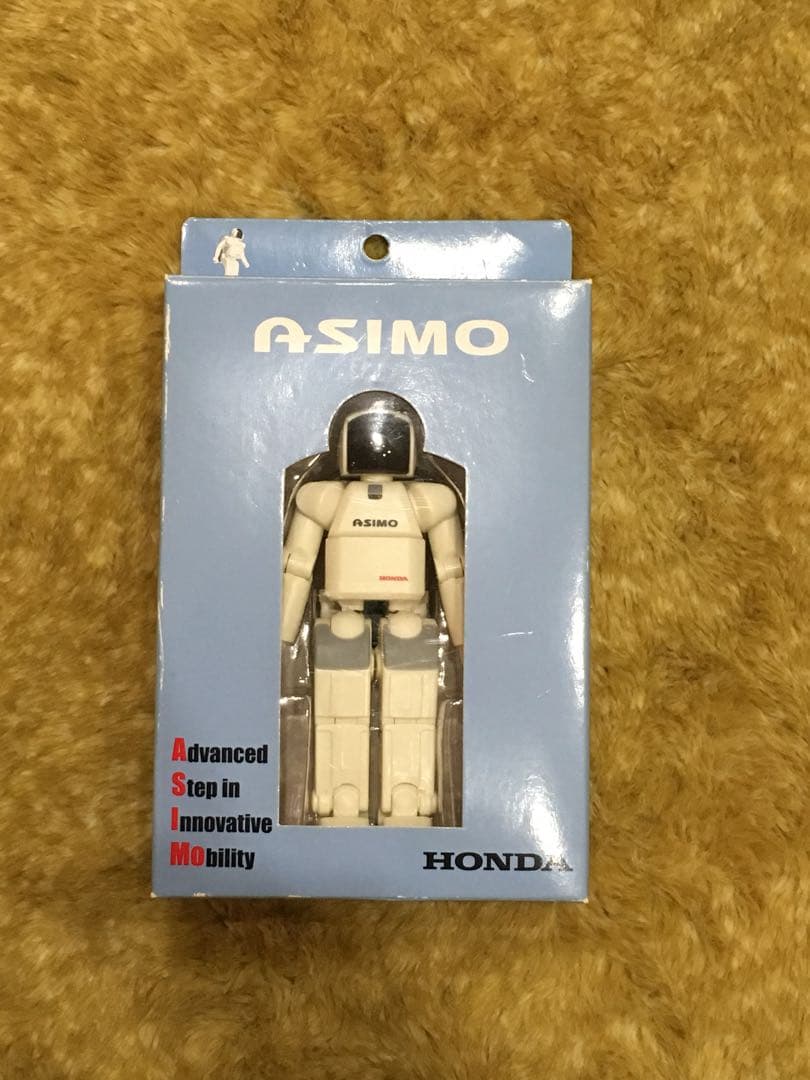 ASIMO
ASIMO
HONDA
Advanced
Step in
Innovative
Mobility
HONDA